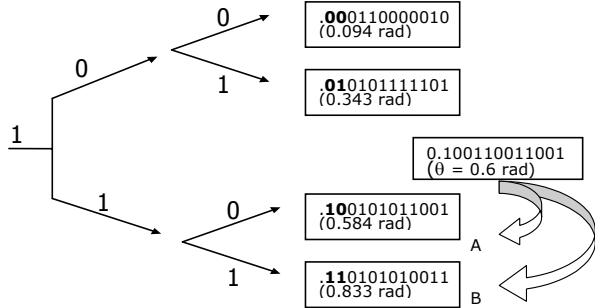 0
.000110000010
(0.094 rad)
0
1
.010101111101
(0.343 rad)
1
0.100110011001
(θ = 0.6 rad)
1
0
.100101011001
(0.584 rad)
A
1
.110101010011
(0.833 rad)
B